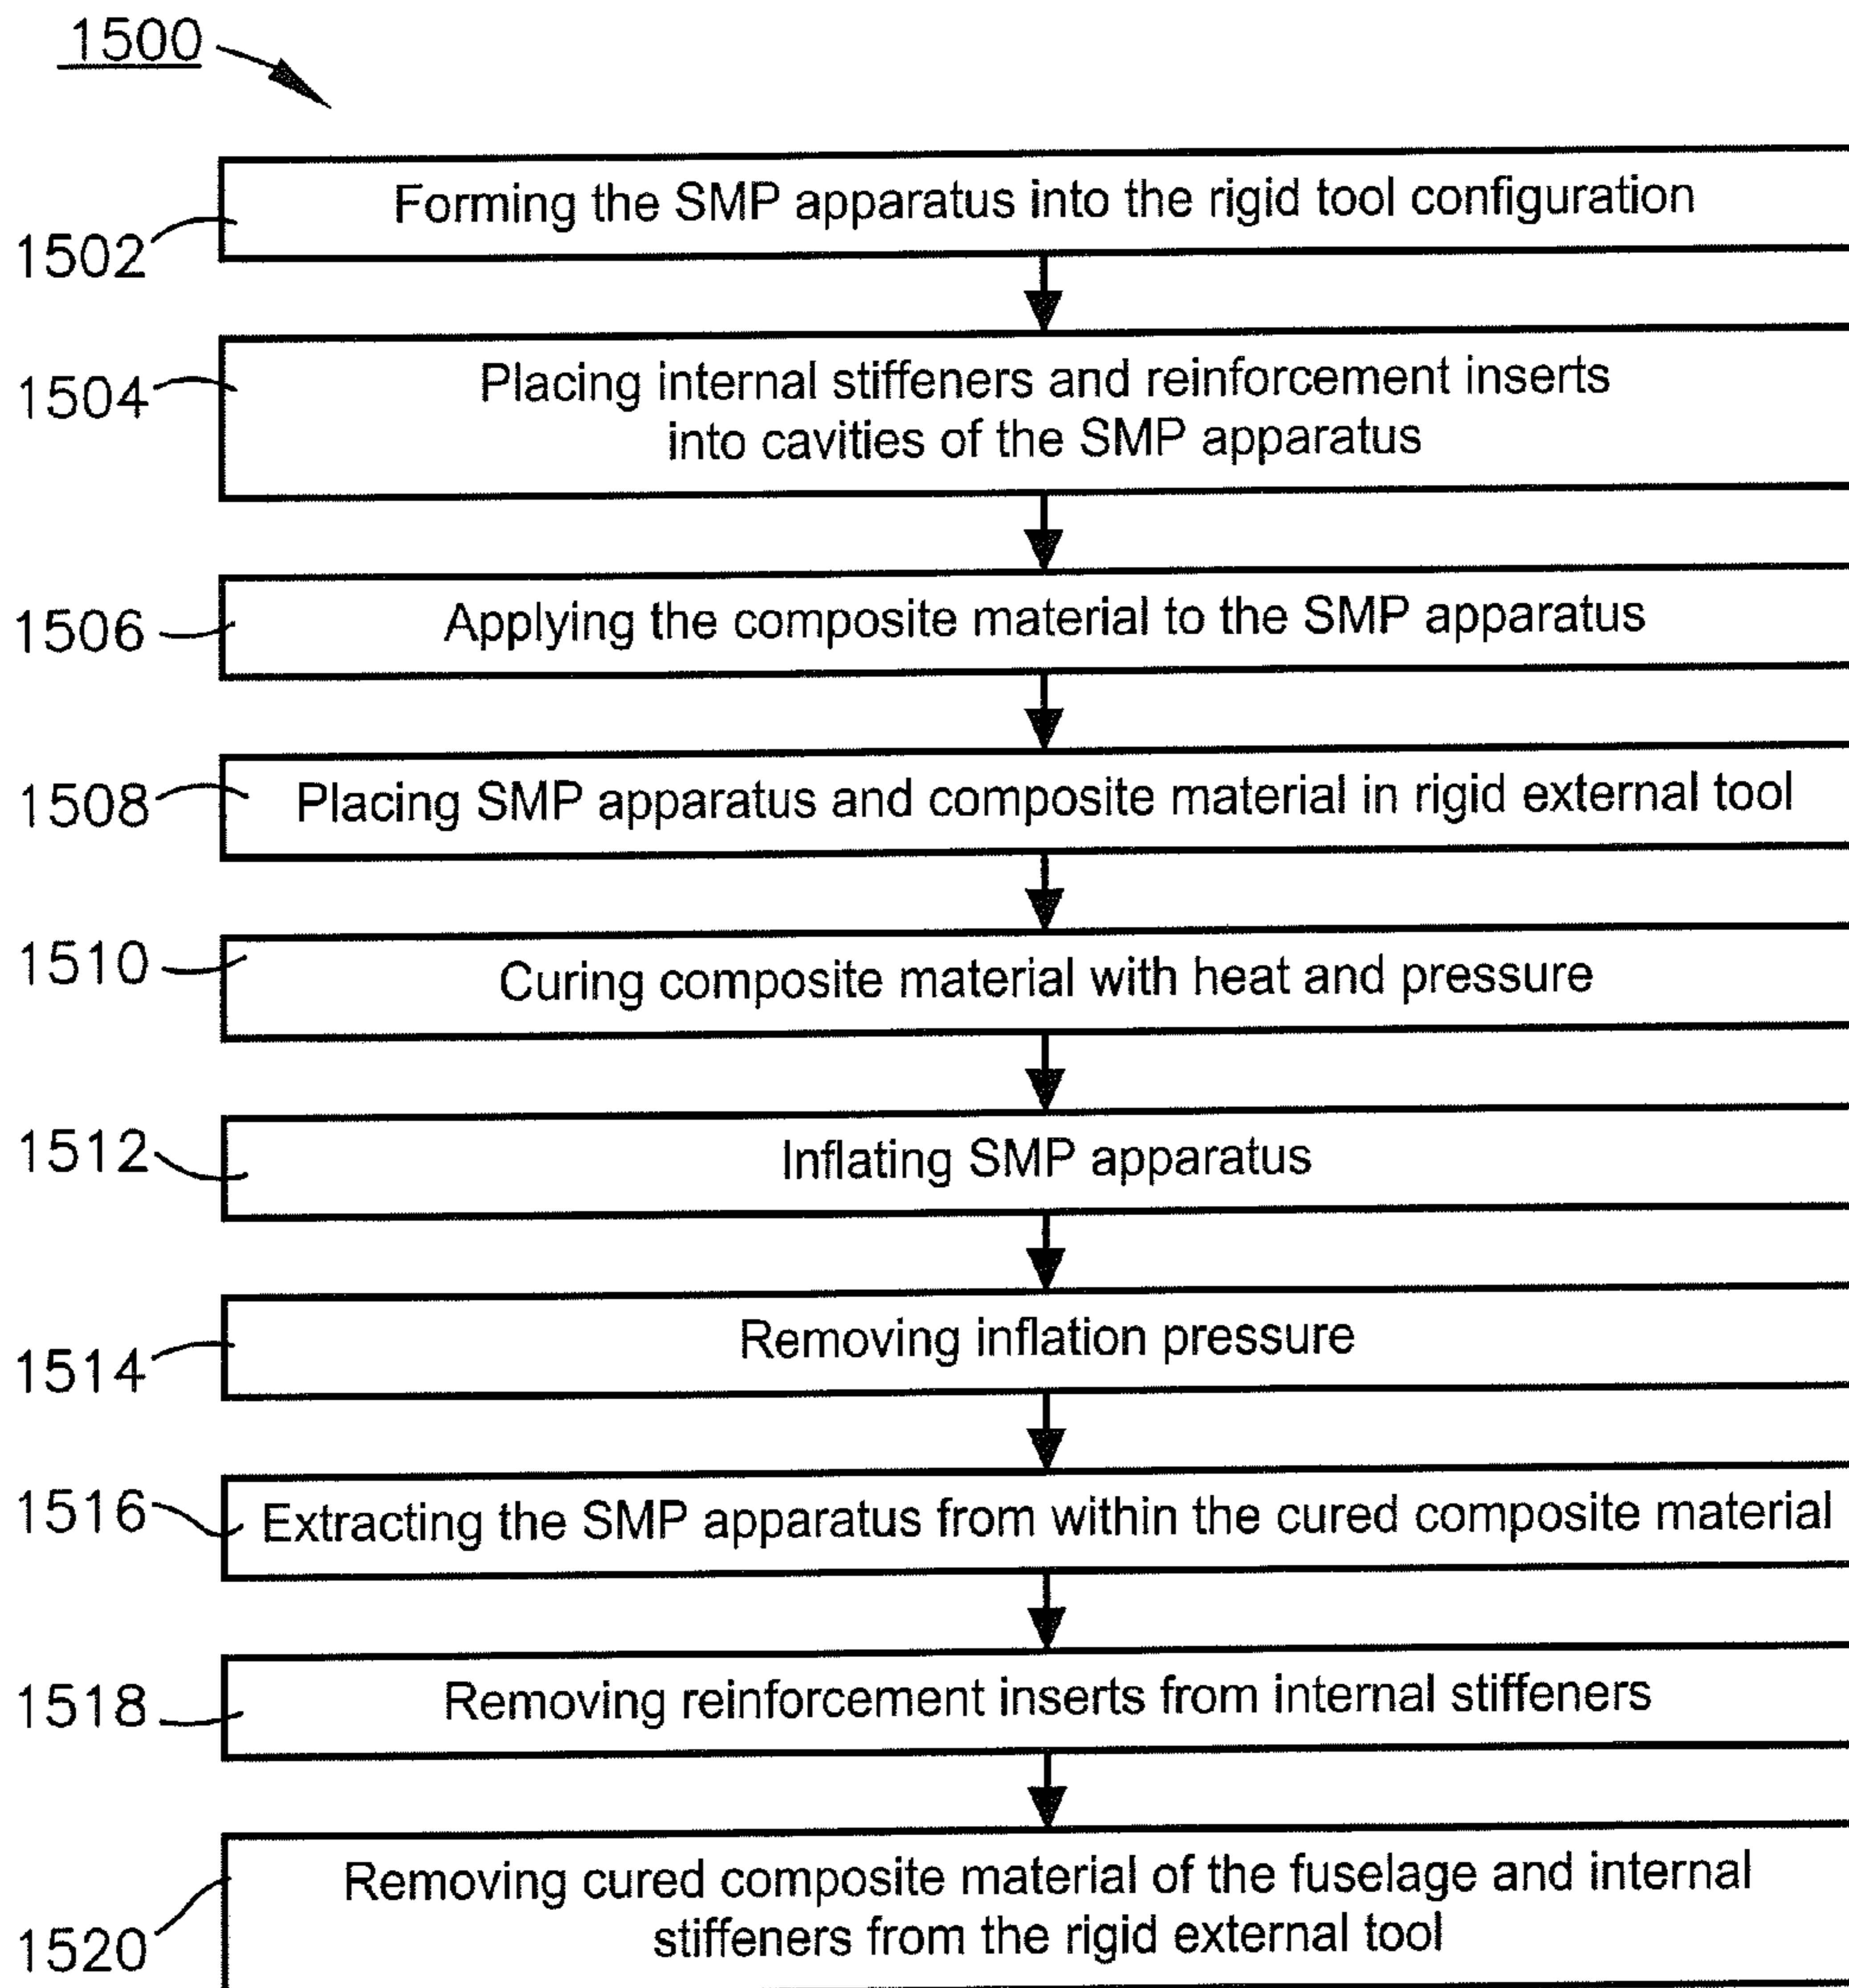 1500
Forming the SMP apparatus into the rigid tool configuration
1502
Placing internal stiffeners and reinforcement inserts
into cavities of the SMP apparatus
1504
Applying the composite material to the SMP apparatus
1506
Placing SMP apparatus and composite material in rigid external tool
1508
Curing composite material with heat and pressure
1510
Inflating SMP apparatus
1512
Removing inflation pressure
1514
Extracting the SMP apparatus from within the cured composite material
1516
Removing reinforcement inserts from internal stiffeners
1518
Removing cured composite material of the fuselage and internal
stiffeners from the rigid external tool
1520